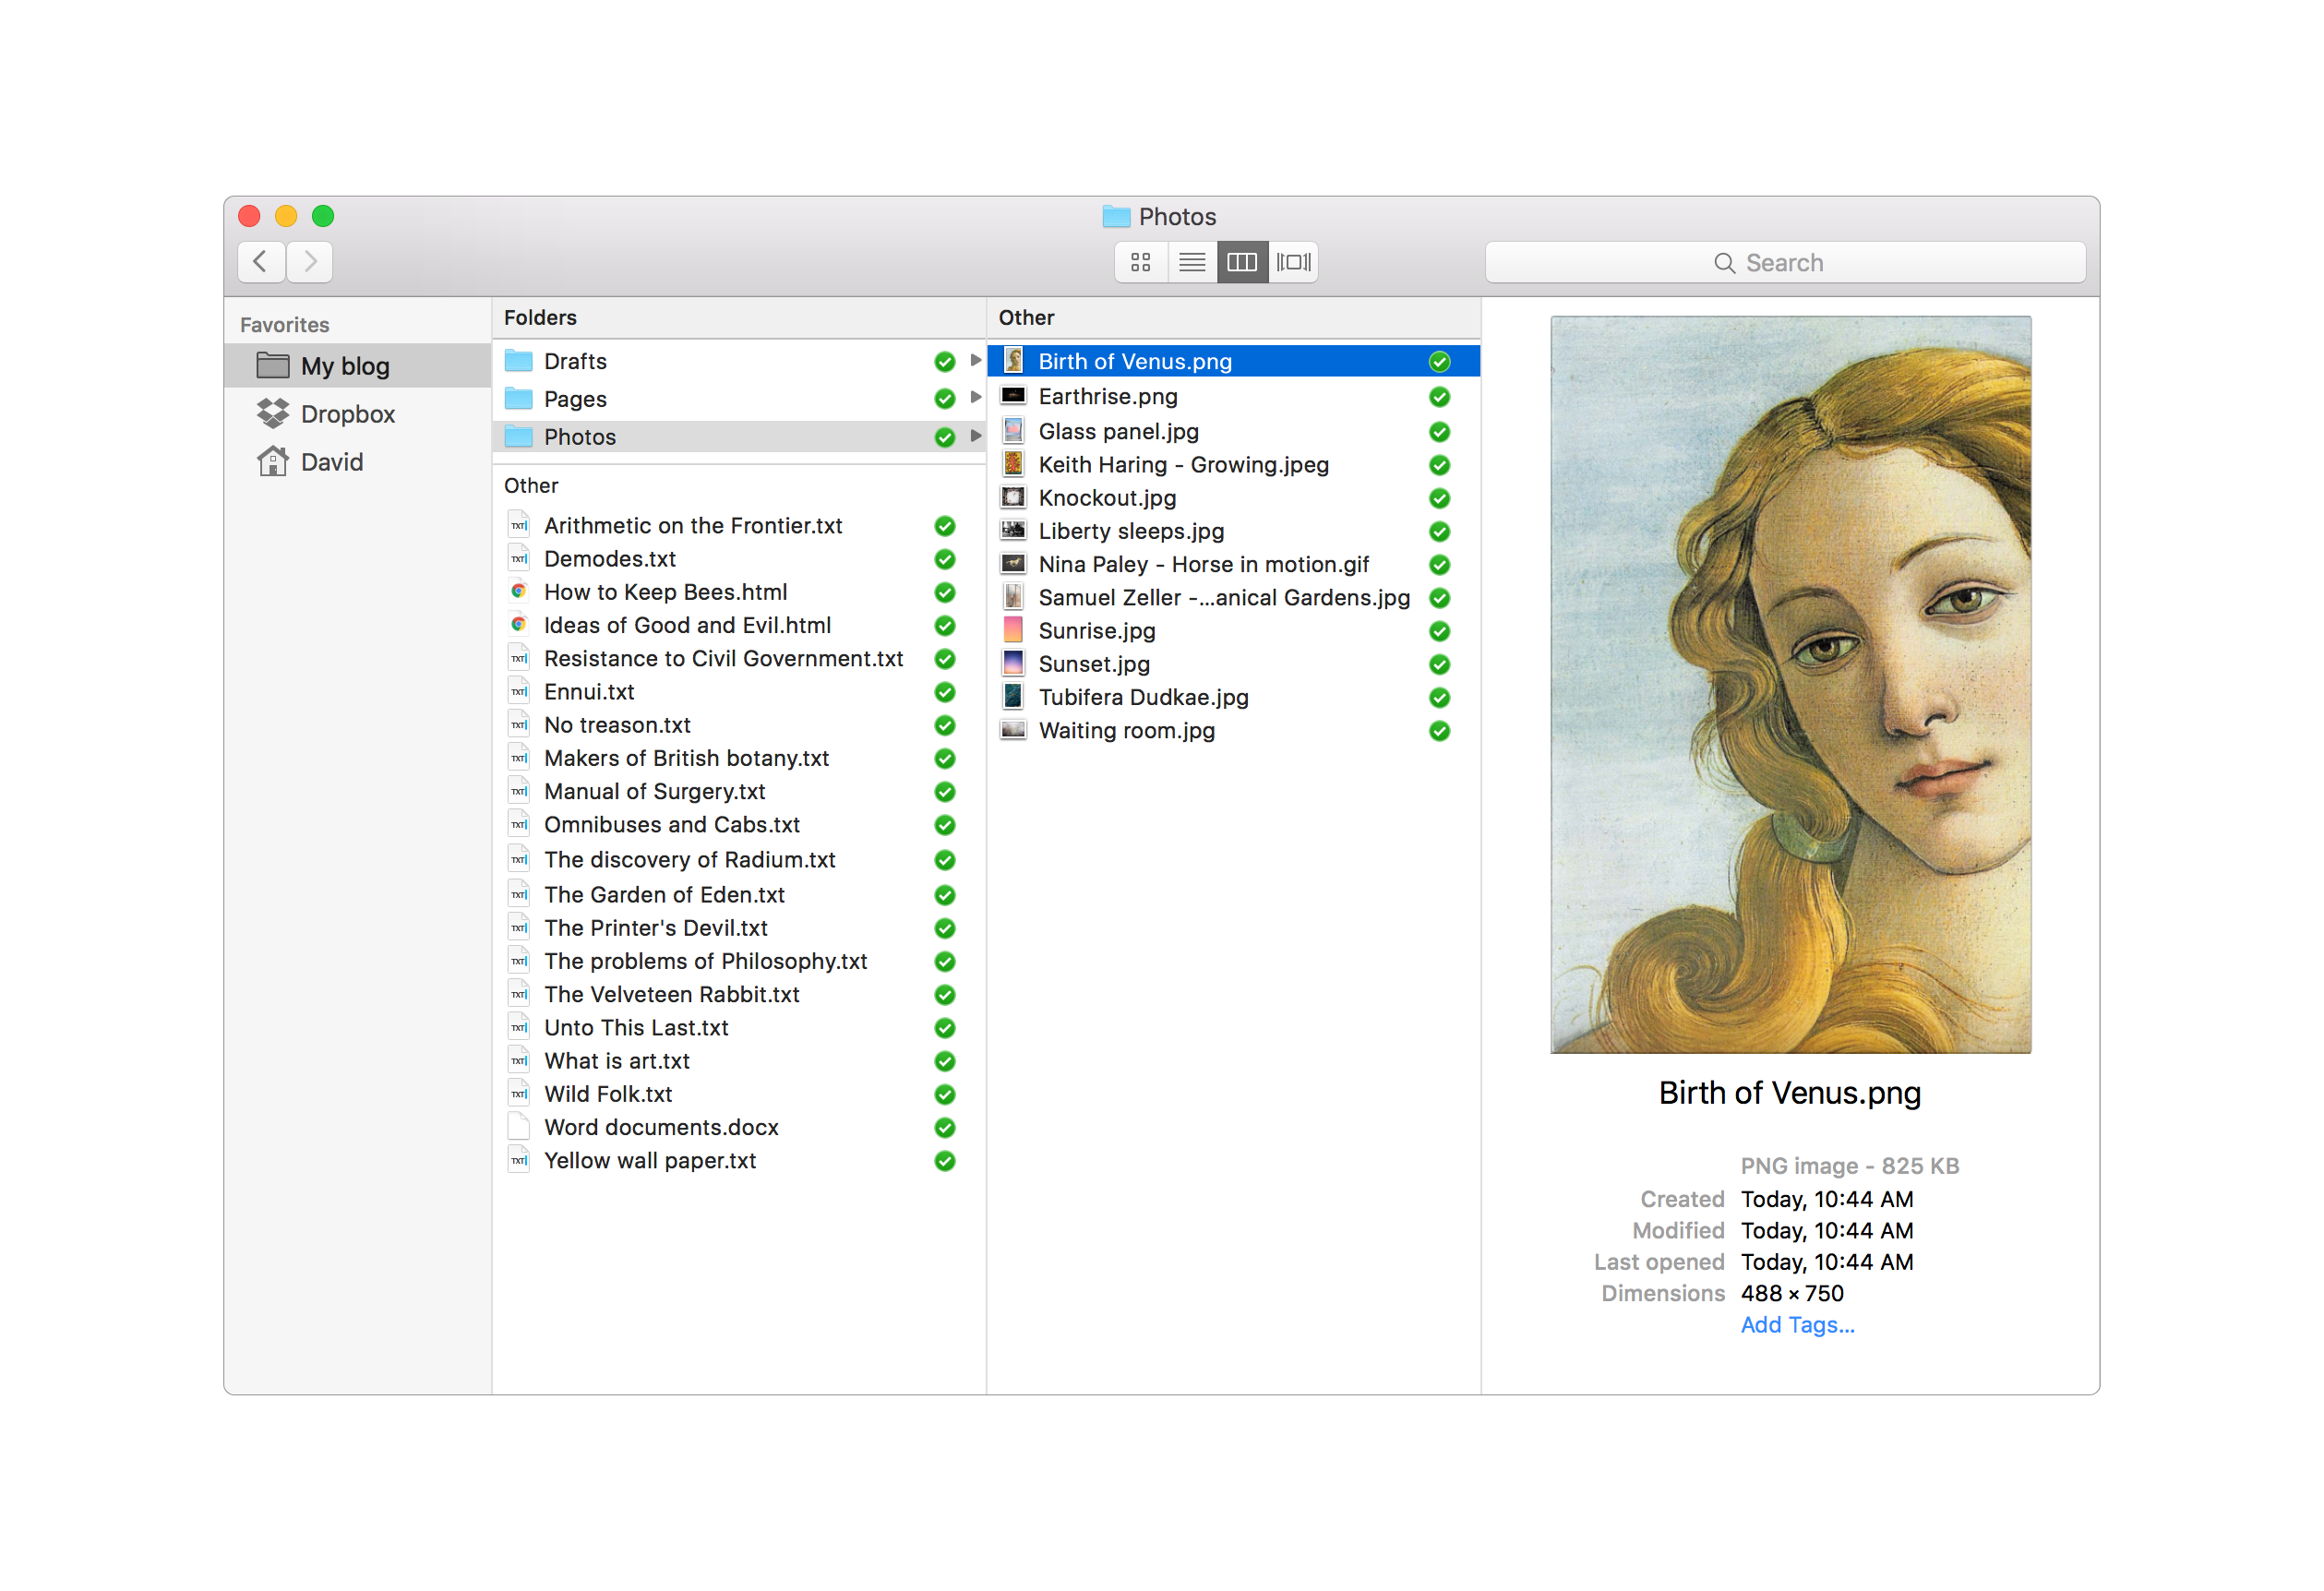 Photos
Search
Favorites
My blog
Dropbox
David
Folders
Drafts
Pages
Photos
Other
Arithmetic on the Frontier.txt
Demodes.txt
How to Keep Bees.html
Ideas of Good and Evil.html
Resistance to Civil Government.txt
Ennui.txt
No treason.txt
Makers of British botany.txt
Manual of Surgery.txt
Omnibuses and Cabs.txt
The discovery of Radium.txt
The Garden of Eden.txt
The Printer's Devil.txt
The problems of Philosophy.txt
The Velveteen Rabbit.txt
Unto This Last.txt
What is art.txt
Wild Folk.txt
Word documents.docx
Yellow wall paper.txt
Other
Birth of Venus.png
Earthrise.png
Glass panel.jpg
Keith Haring - Growing.jpeg
Knockout.jpg
Liberty sleeps.jpg
Nina Paley - Horse in motion.gif
Samuel Zeller -...anical Gardens.jpg
Sunrise.jpg
Sunset.jpg
Tubifera Dudkae.jpg
Waiting room.jpg
Birth of Venus.png
PNG image - 825 KB
Created Today, 10:44 AM
Modified Today, 10:44 AM
Last opened Today, 10:44 AM
Dimensions 488 × 750
Add Tags...